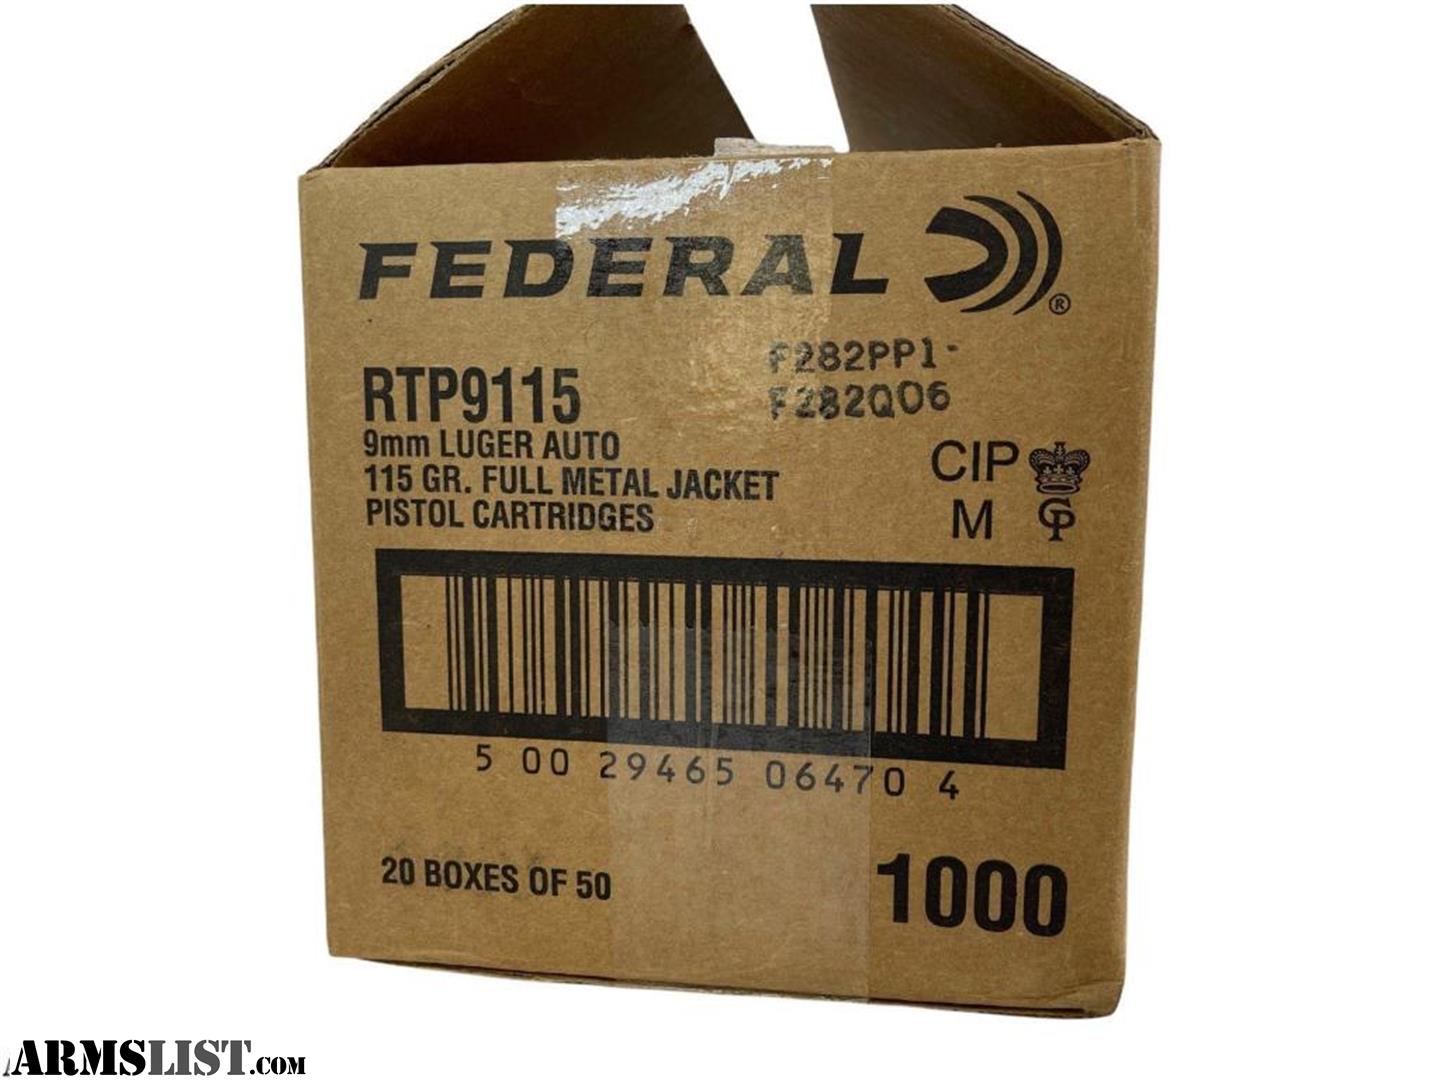 FEDERAL ®
F282PP1-
F282Q06
RTP9115
9mm LUGER AUTO
115 GR. FULL METAL JACKET
PISTOL CARTRIDGES
CIP
M GP
5 00 29465 06470 4
20 BOXES OF 50
1000
ARMSLIST.COM